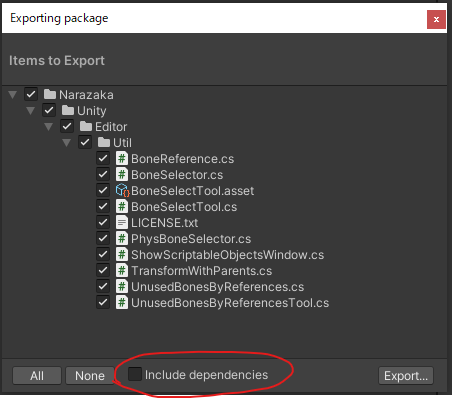 Exporting package
Items to Export
Narazaka
Unity
Editor
Util
BoneReference.cs
BoneSelector.cs
BoneSelectTool.asset
BoneSelectTool.cs
LICENSE.txt
PhysBoneSelector.cs
ShowScriptableObjectsWindow.cs
TransformWithParents.cs
UnusedBonesByReferences.cs
UnusedBonesByReferencesTool.cs
All None Include dependencies Export...